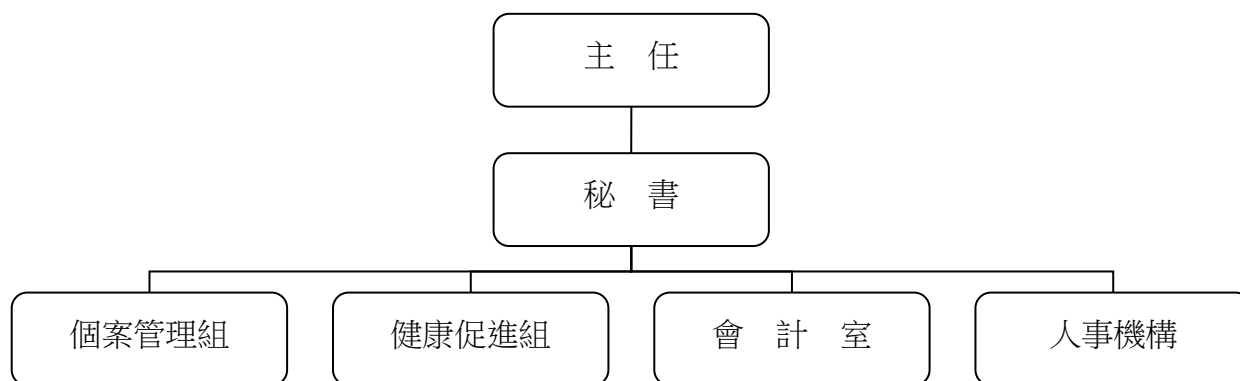 主　任
秘　書
個案管理組
健康促進組
會　計　室
人事機構